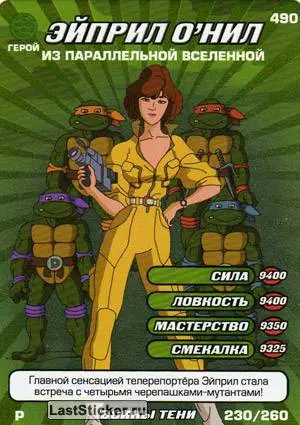 490
ЭЙПРИЛ О'НИЛ
ГЕРОЙ
ИЗ ПАРАЛЛЕЛЬНОЙ ВСЕЛЕННОЙ
D
СИЛА 9400
ЛОВКОСТЬ 9400
МАСТЕРСТВО 9350
СМЕКАЛКА 9325
Главной сенсацией телерепортёра Эйприл стала
встреча с четырьмя черепашками-мутантами!
Р ТЕНИ 230/260
LastSticker.ru